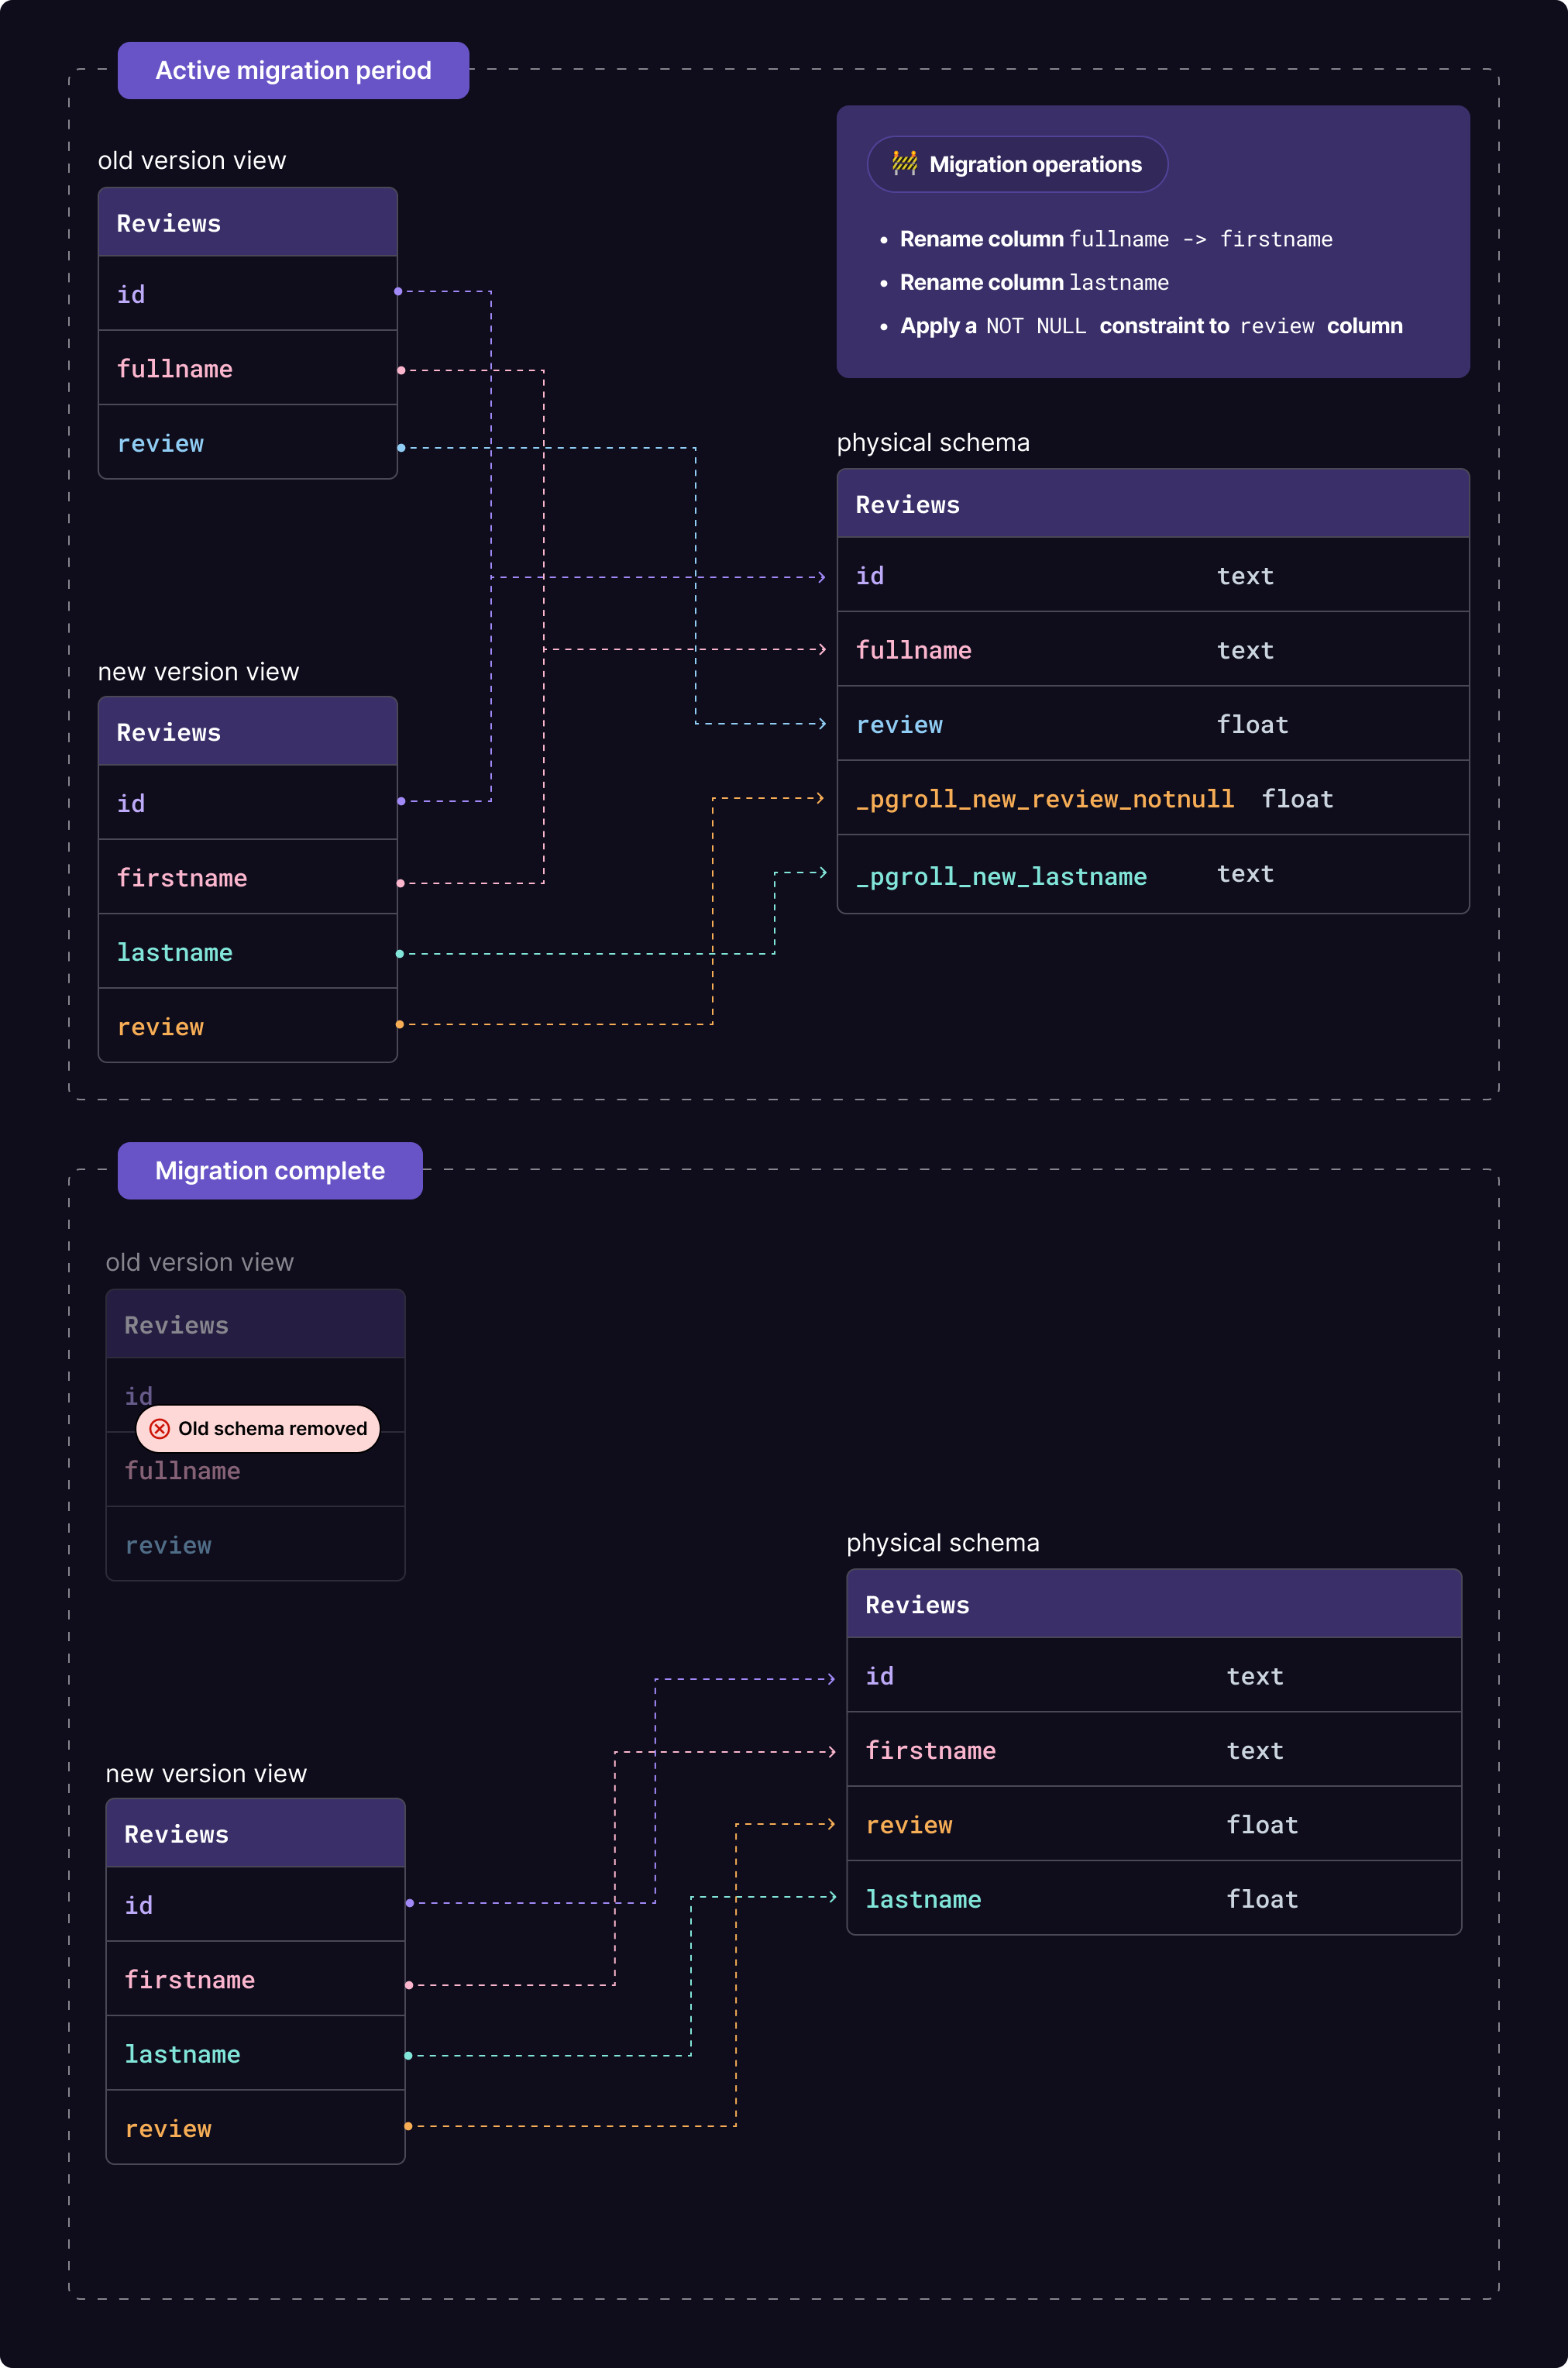 Active migration period
old version view
Reviews
id
fullname
review
🚧 Migration operations
• Rename column fullname -> firstname
• Rename column lastname
• Apply a NOT NULL constraint to review column
physical schema
Reviews
id text
fullname text
review float
_pgroll_new_review_notnull float
_pgroll_new_lastname text
new version view
Reviews
id
firstname
lastname
review
Migration complete
old version view
Reviews
id
Old schema removed
fullname
review
physical schema
Reviews
id text
firstname text
review float
lastname float
new version view
Reviews
id
firstname
lastname
review